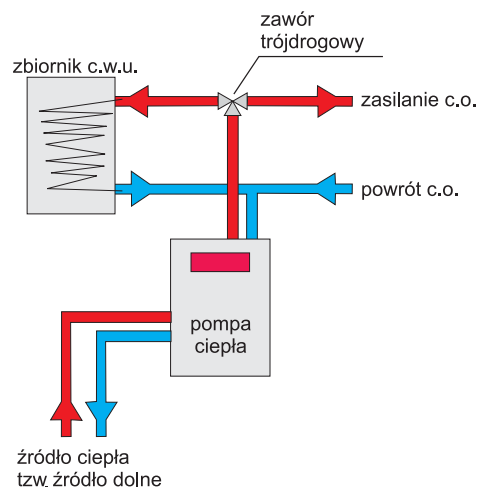 zawór
trójdrogowy
zbiornik c.w.u.
zasilanie c.o.
powrót c.o.
pompa
ciepła
źródło ciepła
tzw. źródło dolne